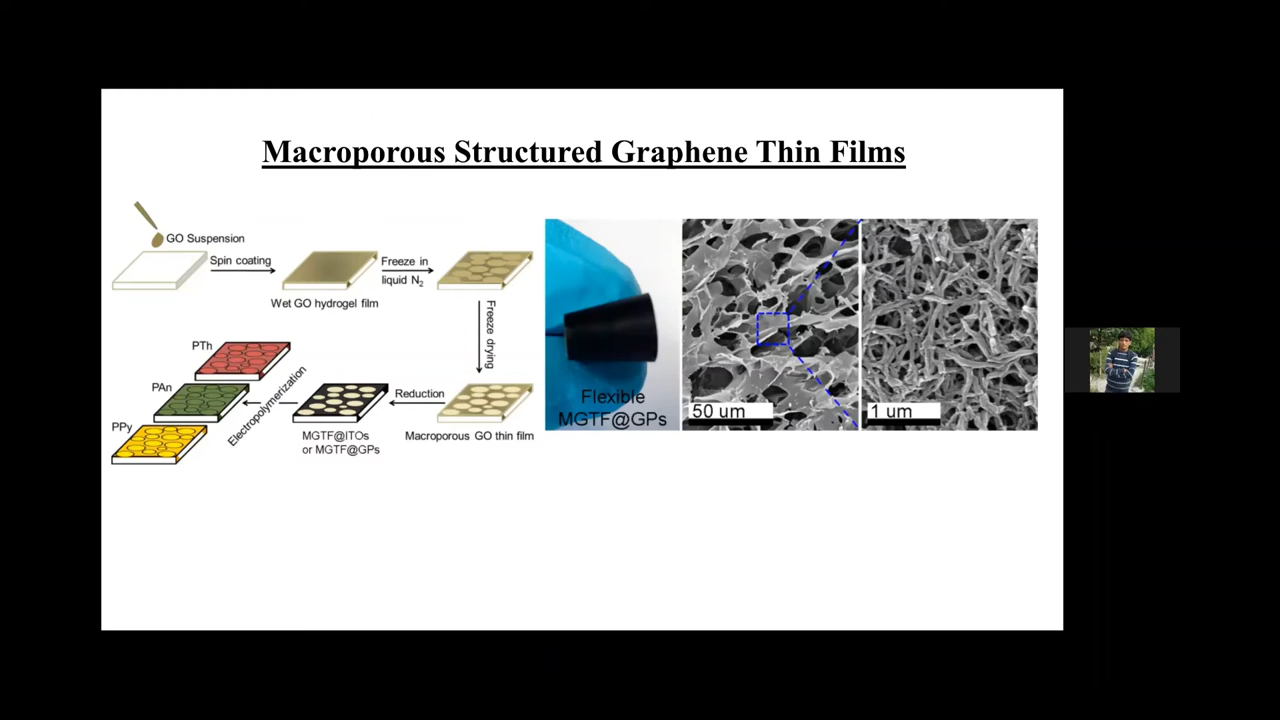 Macroporous Structured Graphene Thin Films
GO Suspension
Spin coating
Wet GO hydrogel film
Freeze in
liquid N2
Freeze drying
Macroporous GO thin film
Reduction
MGTF@ITOs
or MGTF@GPs
Electropolymerization
PTh
PAn
PPy
Flexible
MGTF@GPs
50 um
1 um